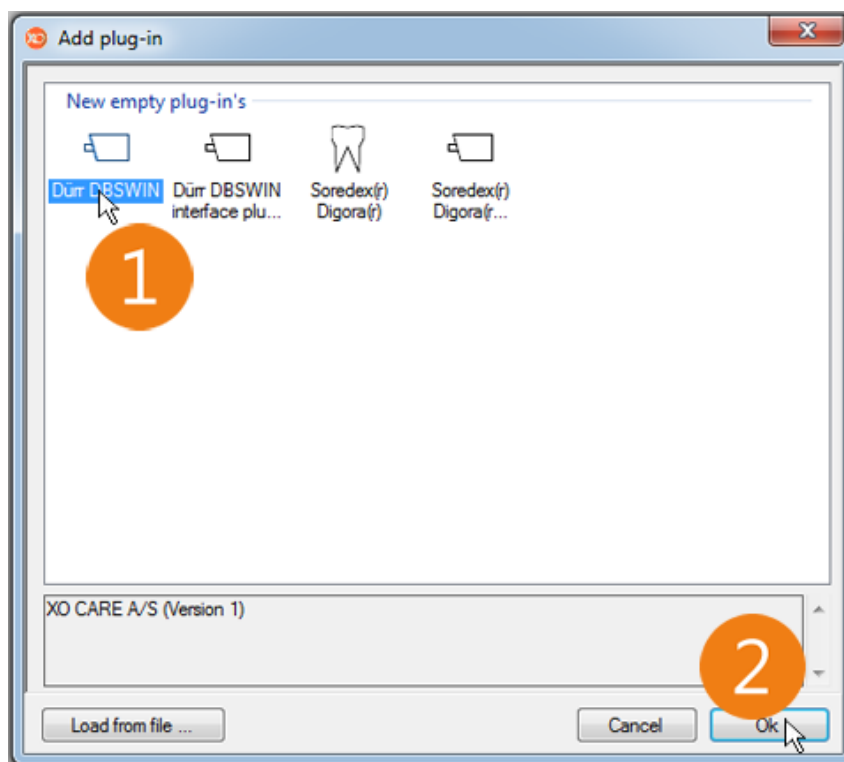 XO Add plug-in
New empty plug-in's
Dürr DBSWIN
Dürr DBSWIN
interface plu...
Soredex(r)
Digora(r)
Soredex(r)
Digora(r...
1
XO CARE A/S (Version 1)
2
Load from file ...
Cancel
Ok